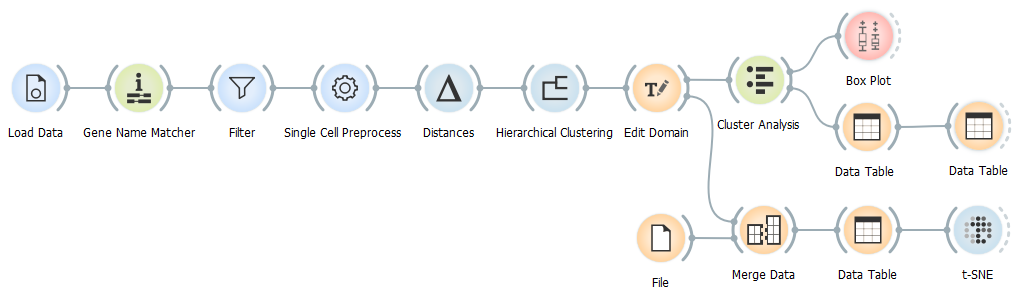 Load Data
Gene Name Matcher
Filter
Single Cell Preprocess
Distances
Hierarchical Clustering
Edit Domain
Cluster Analysis
Box Plot
Data Table
Data Table
File
Merge Data
Data Table
t-SNE